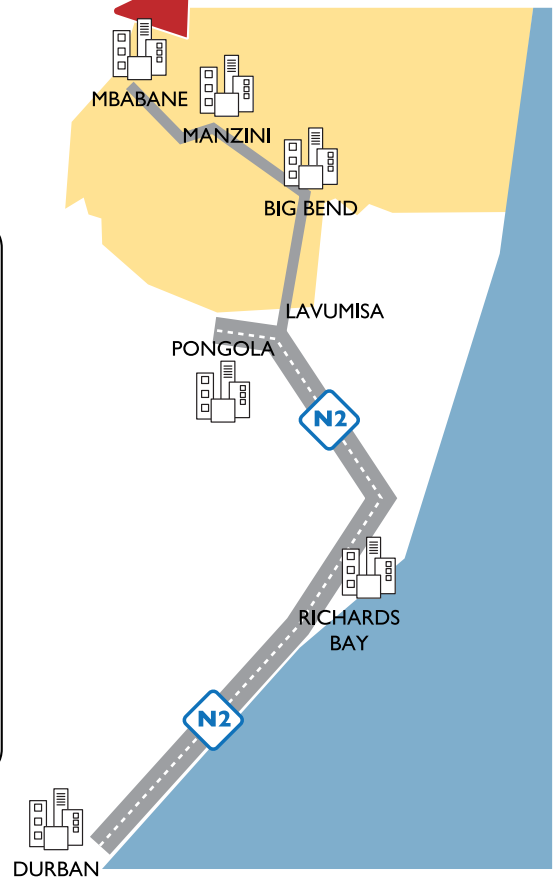 MBABANE
MANZINI
BIG BEND
LAVUMISA
PONGOLA
N2
RICHARDS
BAY
N2
DURBAN